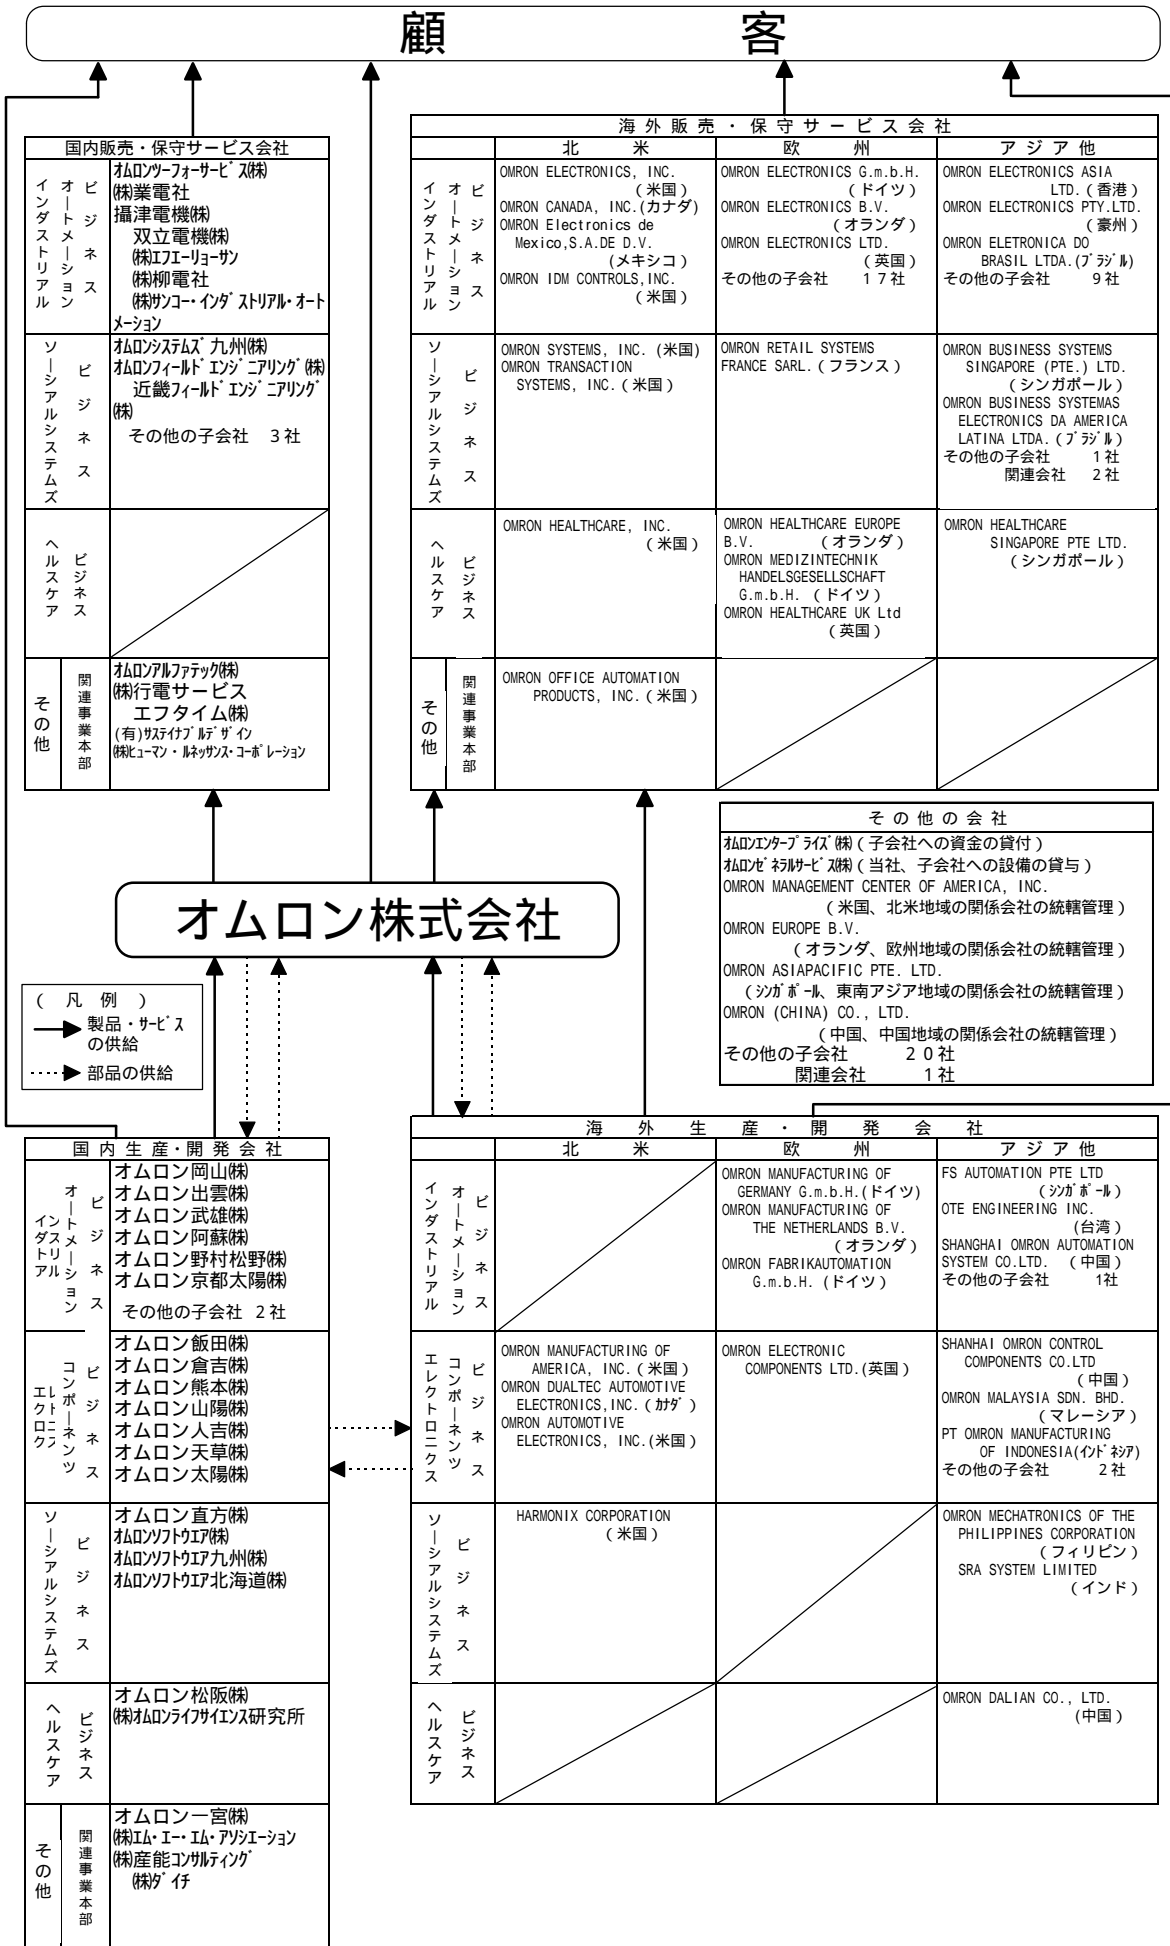 顧客
国内販売・保守サービス会社
インダストリアル
オートメーション
ビジネス
オムロンツーフォーサービス㈱
㈱業電社
攝津電機㈱
双立電機㈱
㈱エフエーリョーサン
㈱柳電社
㈱サンコー・インダストリアル・オート
メーション
ソーシアルシステムズ
ビジネス
オムロンシステムズ九州㈱
オムロンフィールドエンジニアリング㈱
近畿フィールドエンジニアリング
㈱
その他の子会社 3社
ヘルスケア
ビジネス
その他
関連事業本部
オムロンアルファテック㈱
㈱行電サービス
エフタイム㈱
(有)サステイナブルデザイン
㈱ヒューマン・ルネッサンス・コーポレーション
海外販売・保守サービス会社
北米
欧州
アジア他
インダストリアル
オートメーション
ビジネス
OMRON ELECTRONICS, INC.
(米国)
OMRON CANADA, INC.(カナダ)
OMRON Electronics de
Mexico,S.A.DE D.V.
(メキシコ)
OMRON IDM CONTROLS,INC.
(米国)
OMRON ELECTRONICS G.m.b.H.
(ドイツ)
OMRON ELECTRONICS B.V.
(オランダ)
OMRON ELECTRONICS LTD.
(英国)
その他の子会社 17社
OMRON ELECTRONICS ASIA
LTD.(香港)
OMRON ELECTRONICS PTY.LTD.
(豪州)
OMRON ELETRONICA DO
BRASIL LTDA.(ブラジル)
その他の子会社 9社
ソーシアルシステムズ
ビジネス
OMRON SYSTEMS, INC. (米国)
OMRON TRANSACTION
SYSTEMS, INC.(米国)
OMRON RETAIL SYSTEMS
FRANCE SARL.(フランス)
OMRON BUSINESS SYSTEMS
SINGAPORE (PTE.) LTD.
(シンガポール)
OMRON BUSINESS SYSTEMAS
ELECTRONICS DA AMERICA
LATINA LTDA.(ブラジル)
その他の子会社 1社
関連会社 2社
ヘルスケア
ビジネス
OMRON HEALTHCARE, INC.
(米国)
OMRON HEALTHCARE EUROPE
B.V. (オランダ)
OMRON MEDIZINTECHNIK
HANDELSGESELLSCHAFT
G.m.b.H. (ドイツ)
OMRON HEALTHCARE UK Ltd
(英国)
OMRON HEALTHCARE
SINGAPORE PTE LTD.
(シンガポール)
その他
関連事業本部
OMRON OFFICE AUTOMATION
PRODUCTS, INC.(米国)
その他の会社
オムロンエンタープライズ㈱(子会社への資金の貸付)
オムロンゼネラルサービス㈱(当社、子会社への設備の貸与)
OMRON MANAGEMENT CENTER OF AMERICA, INC.
(米国、北米地域の関係会社の統轄管理)
OMRON EUROPE B.V.
(オランダ、欧州地域の関係会社の統轄管理)
OMRON ASIAPACIFIC PTE. LTD.
(シンガポール、東南アジア地域の関係会社の統轄管理)
OMRON (CHINA) CO., LTD.
(中国、中国地域の関係会社の統轄管理)
その他の子会社 20社
関連会社 1社
オムロン株式会社
(凡例)
製品・サービス
の供給
部品の供給
国内生産・開発会社
インダストリアル
オートメーション
ビジネス
オムロン岡山㈱
オムロン出雲㈱
オムロン武雄㈱
オムロン阿蘇㈱
オムロン野村松野㈱
オムロン京都太陽㈱
その他の子会社 2社
エレクトロニクス
コンポーネンツ
ビジネス
オムロン飯田㈱
オムロン倉吉㈱
オムロン熊本㈱
オムロン山陽㈱
オムロン人吉㈱
オムロン天草㈱
オムロン太陽㈱
ソーシアルシステムズ
ビジネス
オムロン直方㈱
オムロンソフトウエア㈱
オムロンソフトウエア九州㈱
オムロンソフトウエア北海道㈱
ヘルスケア
ビジネス
オムロン松阪㈱
㈱オムロンライフサイエンス研究所
その他
関連事業本部
オムロン一宮㈱
㈱エム・エー・エム・アソシエーション
㈱産能コンサルティング
㈱ダイチ
海外生産・開発会社
北米
欧州
アジア他
インダストリアル
オートメーション
ビジネス
OMRON MANUFACTURING OF
GERMANY G.m.b.H.(ドイツ)
OMRON MANUFACTURING OF
THE NETHERLANDS B.V.
(オランダ)
OMRON FABRIKAUTOMATION
G.m.b.H. (ドイツ)
FS AUTOMATION PTE LTD
(シンガポール)
OTE ENGINEERING INC.
(台湾)
SHANGHAI OMRON AUTOMATION
SYSTEM CO.LTD. (中国)
その他の子会社 1社
エレクトロニクス
コンポーネンツ
ビジネス
OMRON MANUFACTURING OF
AMERICA, INC.(米国)
OMRON DUALTEC AUTOMOTIVE
ELECTRONICS,INC.(カナダ)
OMRON AUTOMOTIVE
ELECTRONICS, INC.(米国)
OMRON ELECTRONIC
COMPONENTS LTD.(英国)
SHANHAI OMRON CONTROL
COMPONENTS CO.LTD
(中国)
OMRON MALAYSIA SDN. BHD.
(マレーシア)
PT OMRON MANUFACTURING
OF INDONESIA(インドネシア)
その他の子会社 2社
ソーシアルシステムズ
ビジネス
HARMONIX CORPORATION
(米国)
OMRON MECHATRONICS OF THE
PHILIPPINES CORPORATION
(フィリピン)
SRA SYSTEM LIMITED
(インド)
ヘルスケア
ビジネス
OMRON DALIAN CO., LTD.
(中国)